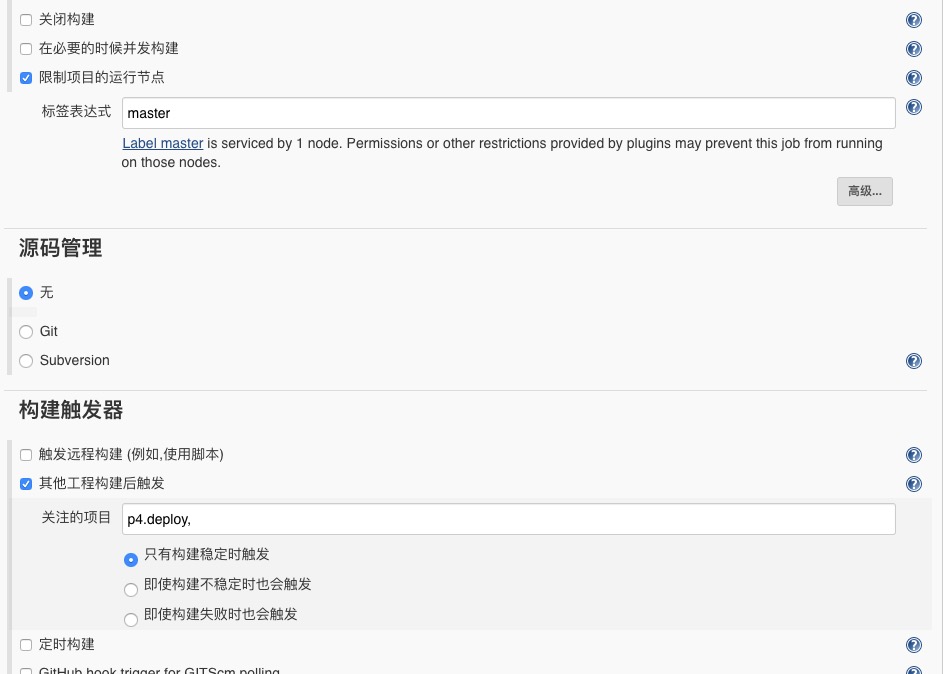 关闭构建
在必要的时候并发构建
限制项目的运行节点
标签表达式 master
Label master is serviced by 1 node. Permissions or other restrictions provided by plugins may prevent this job from running
on those nodes.
高级...
源码管理
无
Git
Subversion
构建触发器
触发远程构建 (例如,使用脚本)
其他工程构建后触发
关注的项目 p4.deploy,
只有构建稳定时触发
即使构建不稳定时也会触发
即使构建失败时也会触发
定时构建
GitHub hook trigger for GITScm polling